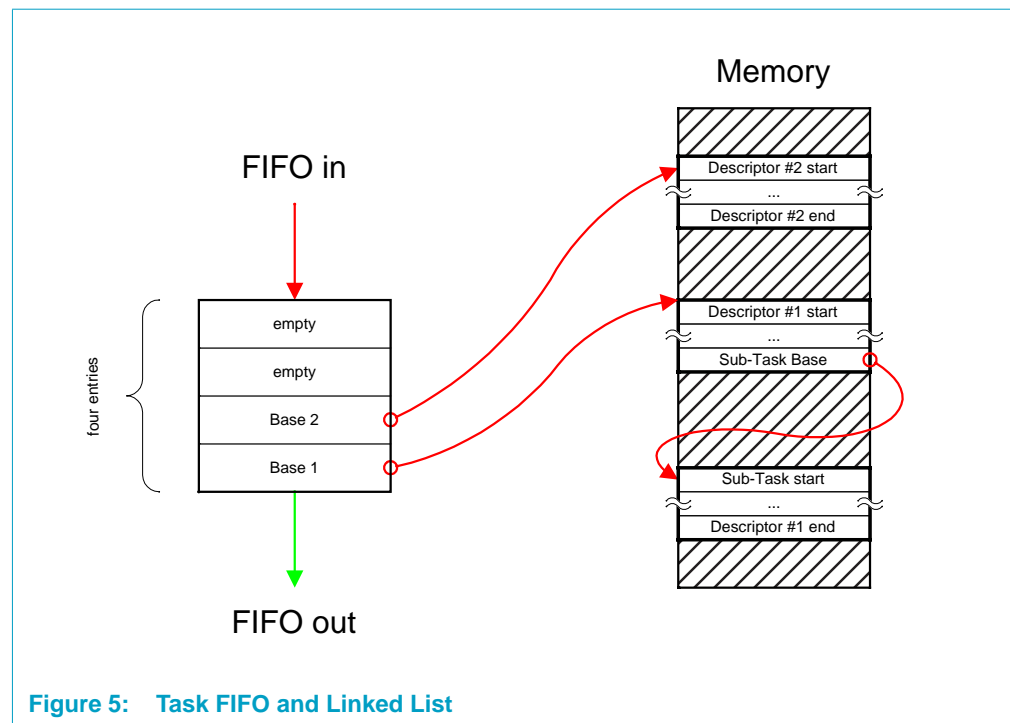 Memory
FIFO in
Descriptor #2 start
...
Descriptor #2 end
four entries
empty
empty
Base 2
Base 1
Descriptor #1 start
...
Sub-Task Base
Sub-Task start
...
Descriptor #1 end
FIFO out
Figure 5: Task FIFO and Linked List